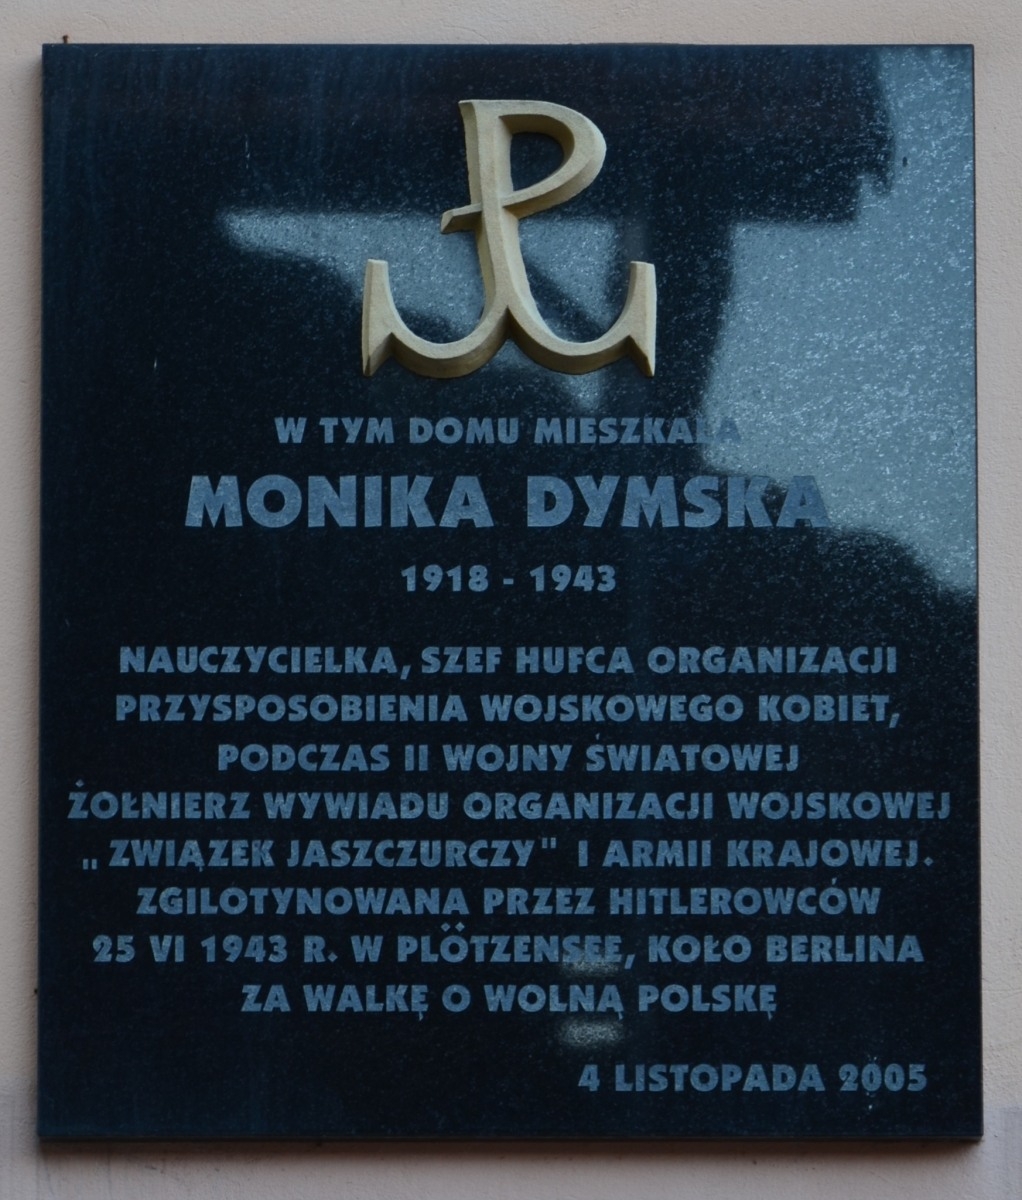 W TYM DOMU MIESZKAŁA
MONIKA DYMSKA
1918 - 1943
NAUCZYCIELKA, SZEF HUFCA ORGANIZACJI
PRZYSPOSOBIENIA WOJSKOWEGO KOBIET,
PODCZAS II WOJNY ŚWIATOWEJ
ŻOŁNIERZ WYWIADU ORGANIZACJI WOJSKOWEJ
„ZWIĄZEK JASZCZURCZY" I ARMII KRAJOWEJ.
ZGILOTYNOWANA PRZEZ HITLEROWCÓW
25 VI 1943 R. W PLÖTZENSEE, KOŁO BERLINA
ZA WALKĘ O WOLNĄ POLSKĘ
4 LISTOPADA 2005